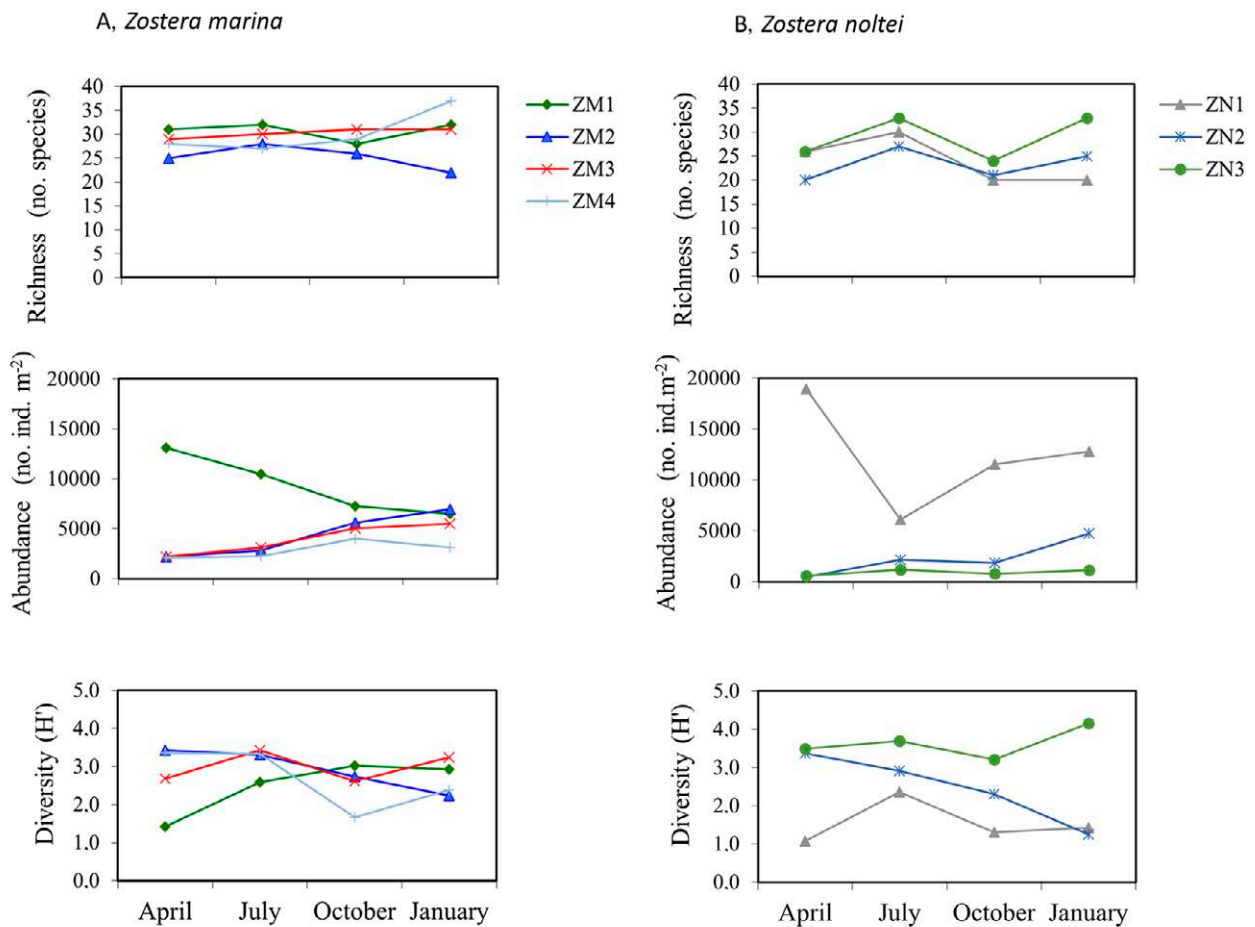 A, Zostera marina
B, Zostera noltei
Richness (no. species)
40
35
30
25
20
15
10
5
0
ZM1
ZM2
ZM3
ZM4
Richness (no. species)
40
35
30
25
20
15
10
5
0
ZN1
ZN2
ZN3
Abundance (no. ind. m-2)
20000
15000
10000
5000
0
Abundance (no. ind.m-2)
20000
15000
10000
5000
0
Diversity (H')
5.0
4.0
3.0
2.0
1.0
0.0
April July October January
Diversity (H')
5.0
4.0
3.0
2.0
1.0
0.0
April July October January